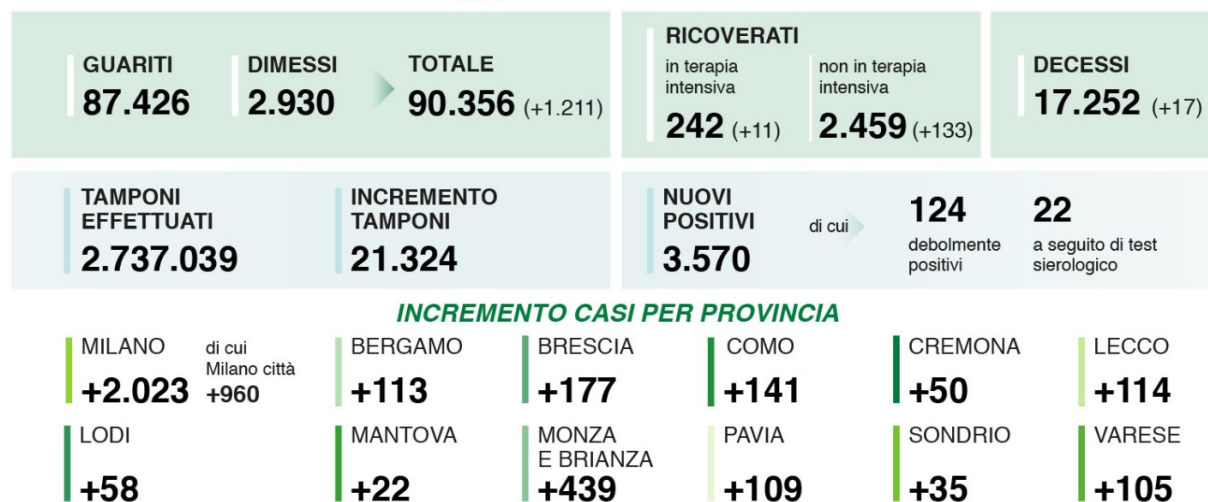 GUARITI
87.426
DIMESSI
2.930
TOTALE
90.356 (+1.211)
RICOVERATI
in terapia
intensiva
242 (+11)
non in terapia
intensiva
2.459 (+133)
DECESSI
17.252 (+17)
TAMPONI
EFFETTUATI
2.737.039
INCREMENTO
TAMPONI
21.324
NUOVI
POSITIVI
3.570
di cui
124
debolmente
positivi
22
a seguito di test
sierologico
INCREMENTO CASI PER PROVINCIA
MILANO
+2.023
di cui
Milano città
+960
BERGAMO
+113
BRESCIA
+177
COMO
+141
CREMONA
+50
LECCO
+114
LODI
+58
MANTOVA
+22
MONZA
E BRIANZA
+439
PAVIA
+109
SONDRIO
+35
VARESE
+105